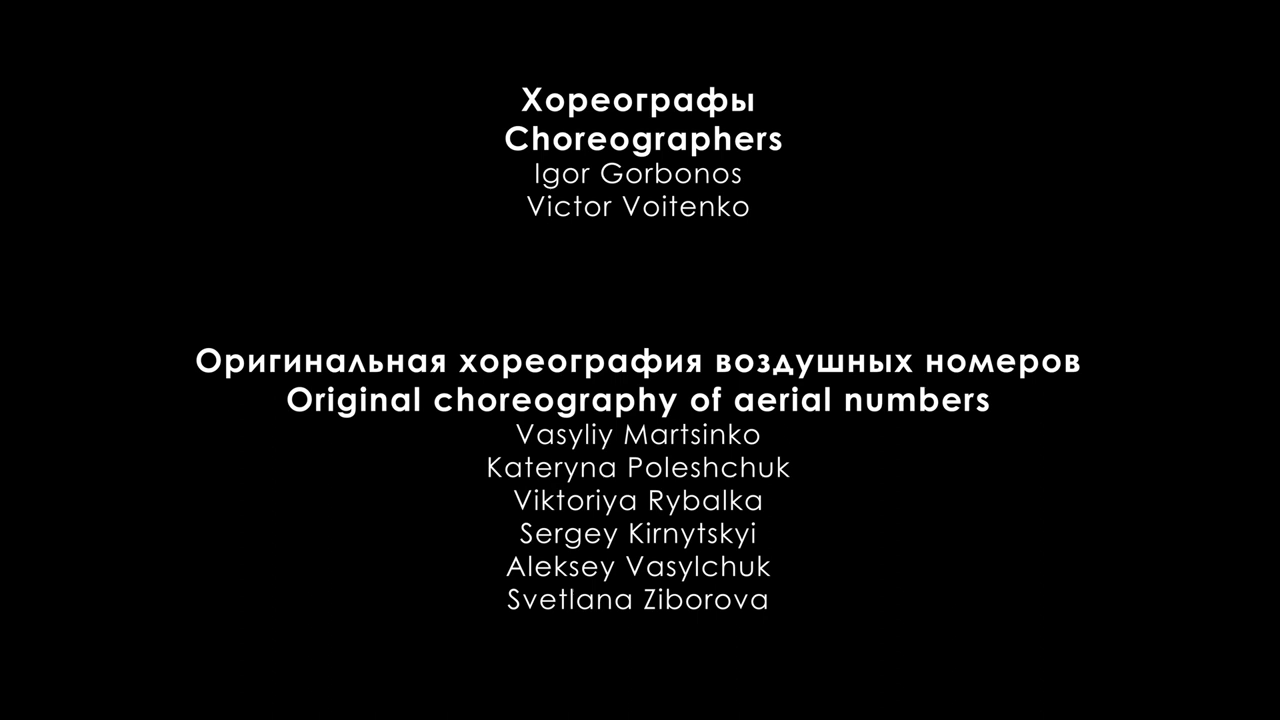 Хореографы
Choreographers
Igor Gorbonos
Victor Voitenko
Оригинальная хореография воздушных номеров
Original choreography of aerial numbers
Vasyliy Martsinko
Kateryna Poleshchuk
Viktoriya Rybalka
Sergey Kirnytskyi
Aleksey Vasylchuk
Svetlana Ziborova